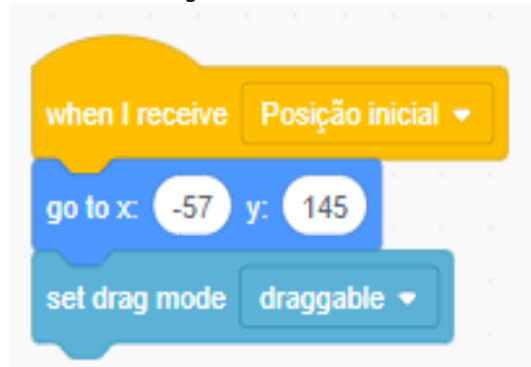 when I receive Posição inicial
go to x: -57 y: 145
set drag mode draggable